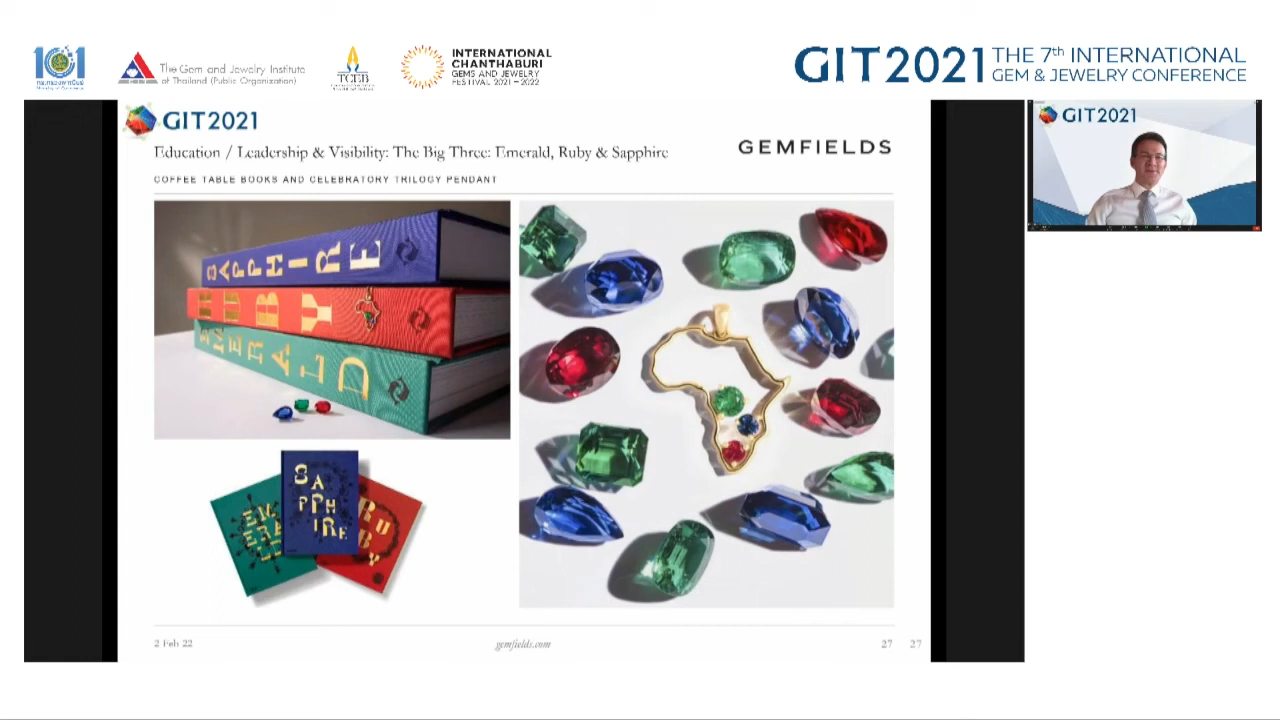 101
The Gem and Jewelry Institute
of Thailand (Public Organization)
TCEB
INTERNATIONAL
CHANTHABURI
GEMS AND JEWELRY
FESTIVAL 2021-2022
GIT2021 THE 7th INTERNATIONAL
GEM & JEWELRY CONFERENCE
GIT2021
Education / Leadership & Visibility: The Big Three: Emerald, Ruby & Sapphire
GEMFIELDS
COFFEE TABLE BOOKS AND CELEBRATORY TRILOGY PENDANT
SAPPHIRE
RUBY
EMERALD
EMERALD
SAPPHIRE
RUBY
2 Feb 22
gemfields.com
27
27
GIT2021